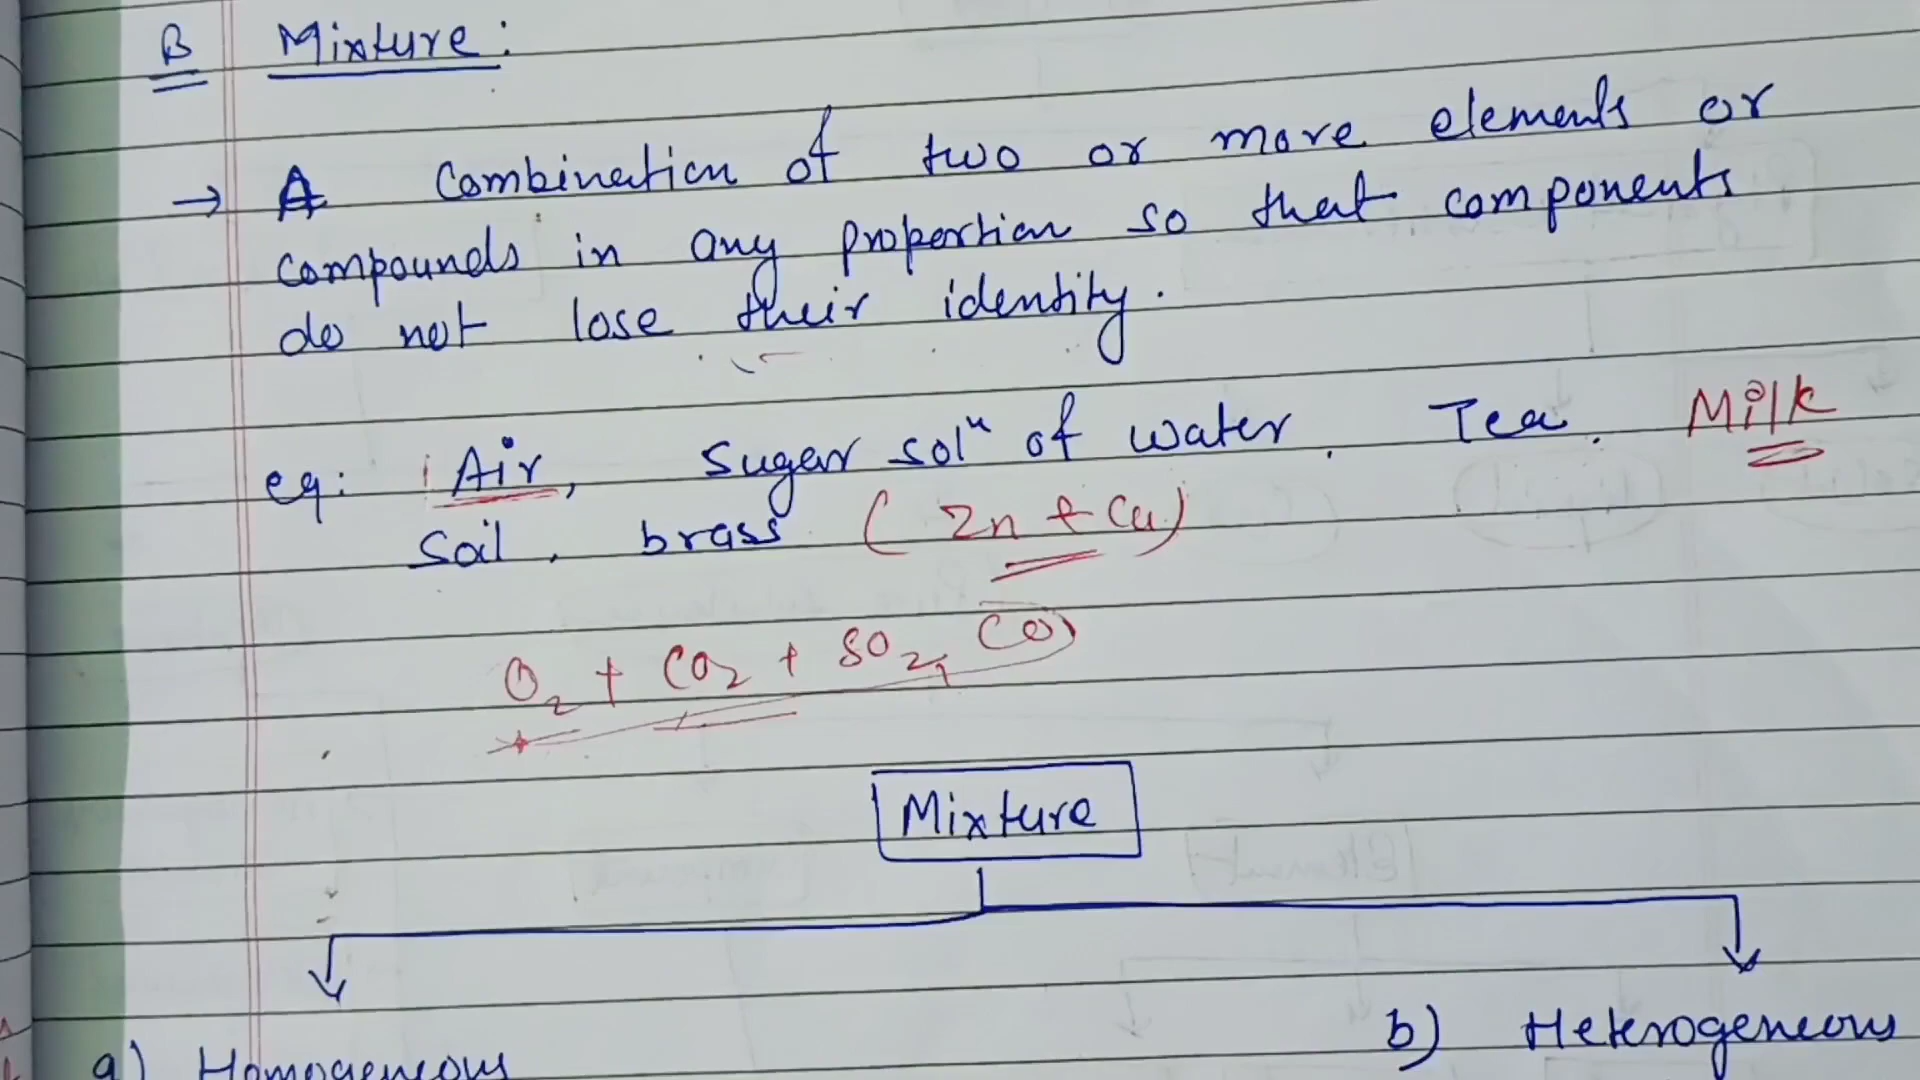 B Mixture:
→ A Combination of two or more elements or
compounds in any proportion so that components
do not lose their identity.
eg: Air, Sugar solⁿ of water, Tea, Milk
Soil, brass (Zn + Cu)
O₂ + CO₂ + SO₂, CO
Mixture
a) Homogeneous
b) Heterogeneous